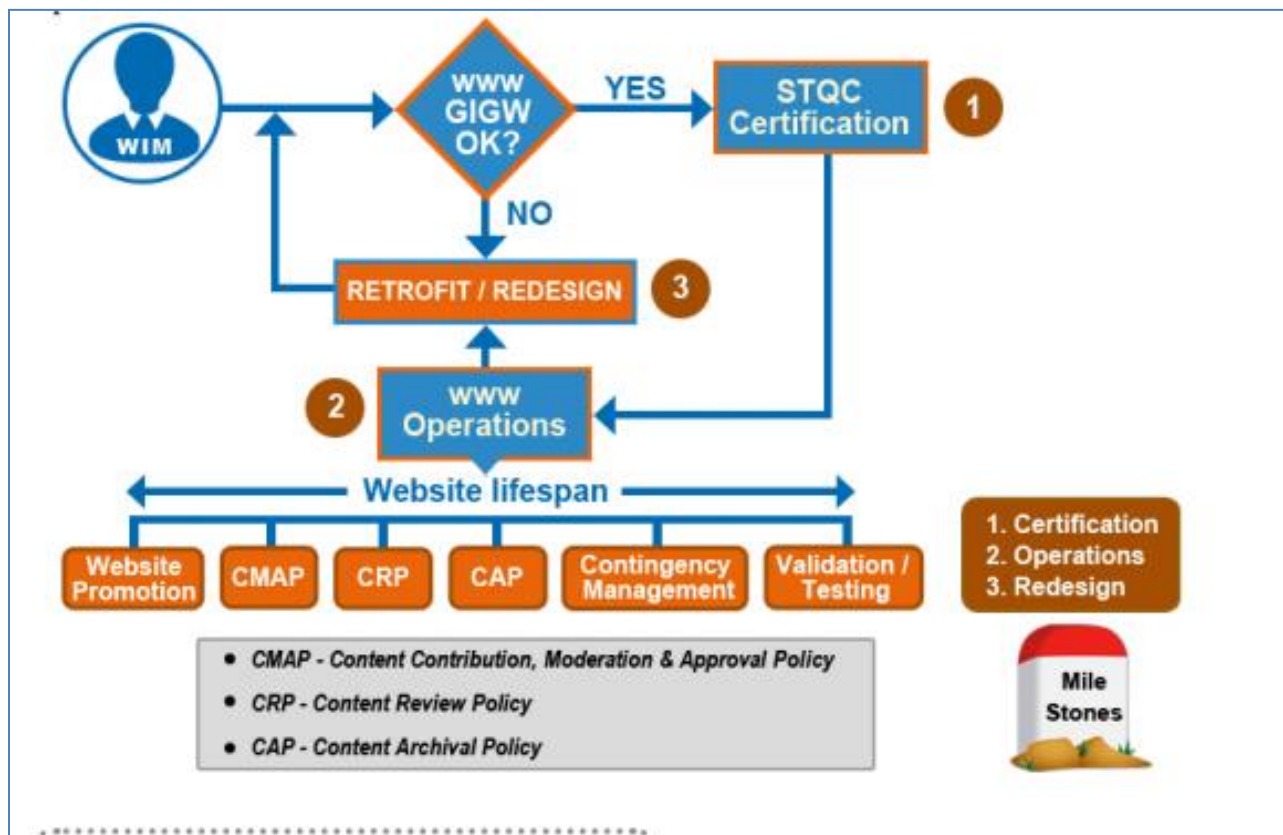 WIM
www
GIGW
OK?
YES
STQC
Certification
1
NO
RETROFIT / REDESIGN
3
2
www
Operations
Website lifespan
Website
Promotion
CMAP
CRP
CAP
Contingency
Management
Validation /
Testing
1. Certification
2. Operations
3. Redesign
• CMAP - Content Contribution, Moderation & Approval Policy
• CRP - Content Review Policy
• CAP - Content Archival Policy
Mile
Stones